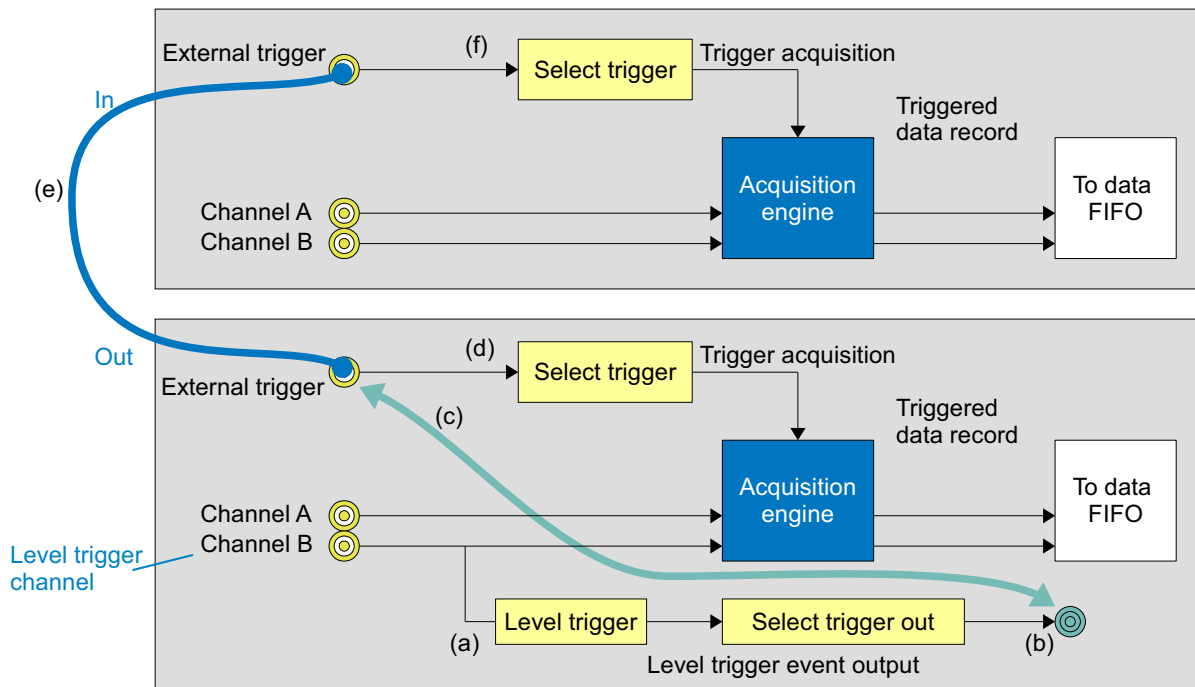 External trigger
(f)
Select trigger
Trigger acquisition
In
Triggered
data record
(e)
Acquisition
engine
To data
FIFO
Channel A
Channel B
Out
External trigger
(d)
Select trigger
Trigger acquisition
(c)
Triggered
data record
Acquisition
engine
To data
FIFO
Channel A
Channel B
Level trigger
channel
(a)
Level trigger
Select trigger out
(b)
Level trigger event output